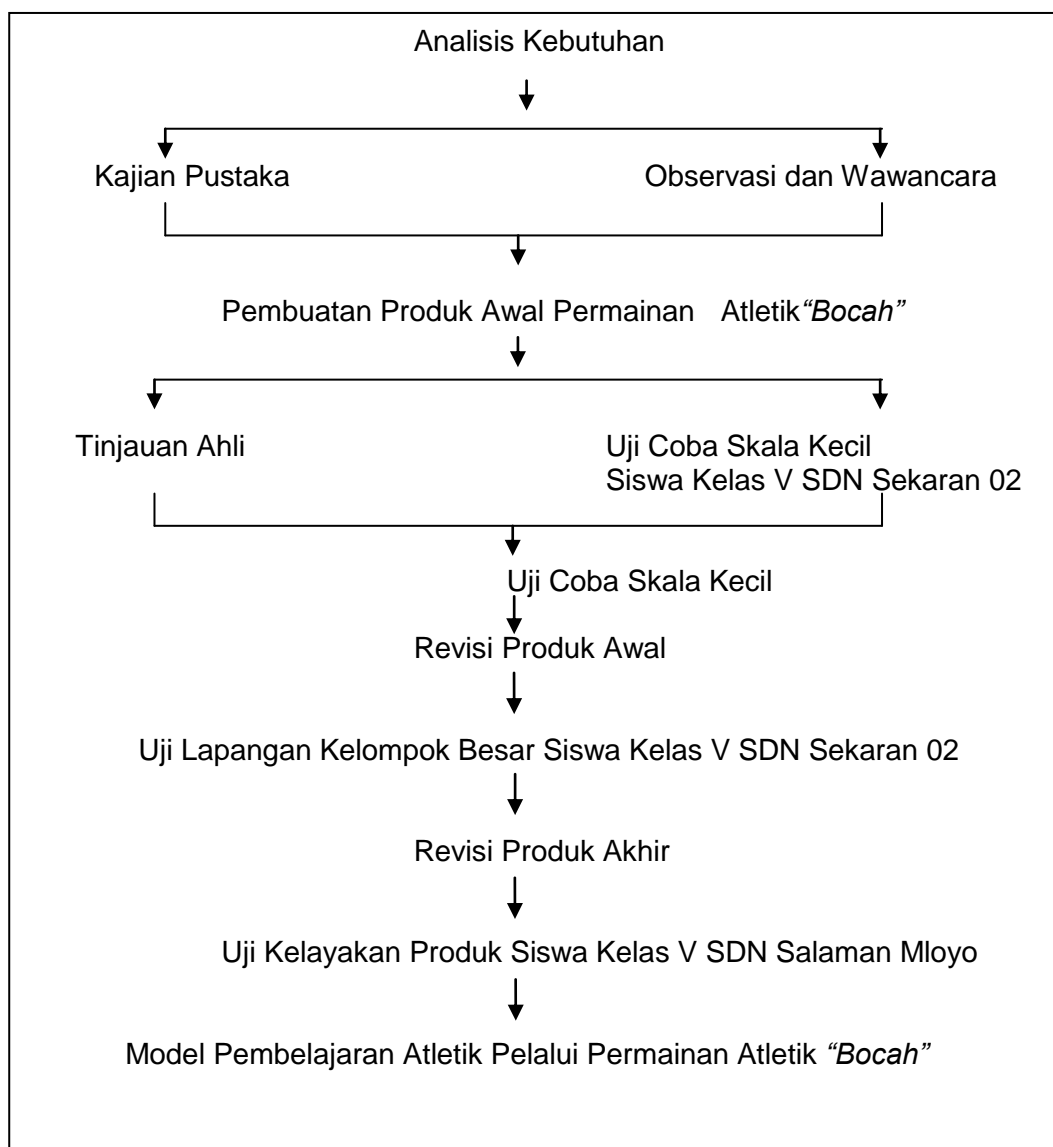 Analisis Kebutuhan
Kajian Pustaka
Observasi dan Wawancara
Pembuatan Produk Awal Permainan Atletik“Bocah”
Tinjauan Ahli
Uji Coba Skala Kecil
Siswa Kelas V SDN Sekaran 02
Uji Coba Skala Kecil
Revisi Produk Awal
Uji Lapangan Kelompok Besar Siswa Kelas V SDN Sekaran 02
Revisi Produk Akhir
Uji Kelayakan Produk Siswa Kelas V SDN Salaman Mloyo
Model Pembelajaran Atletik Pelalui Permainan Atletik “Bocah”